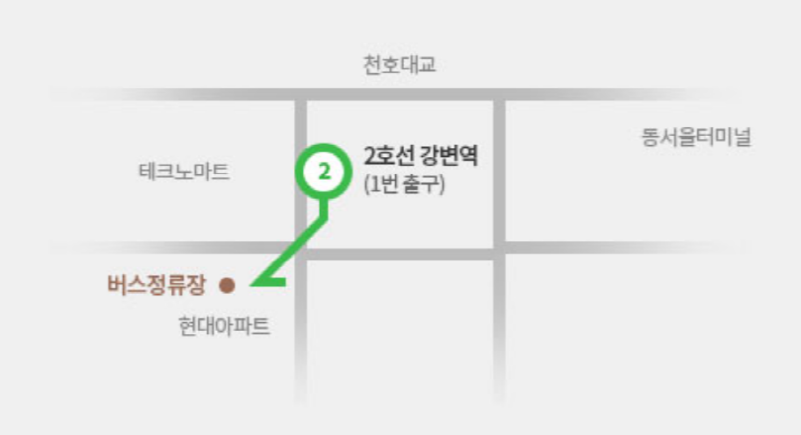 천호대교
동서울터미널
테크노마트
2
2호선 강변역
(1번 출구)
버스정류장
현대아파트